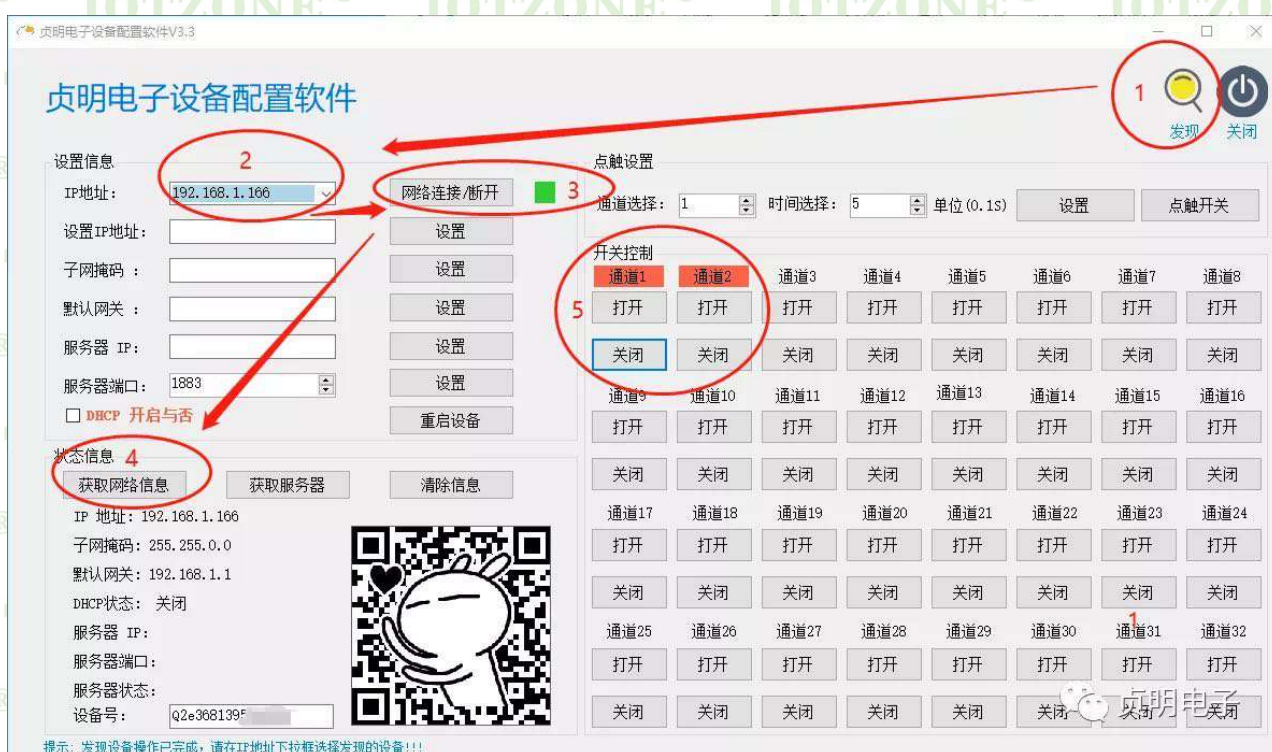 IOTZONE IOTZONE IOTZONE
贞明电子设备配置软件V3.3
贞明电子设备配置软件
1
发现 关闭
设置信息
2
IP地址： 192.168.1.166 网络连接/断开 3
设置IP地址： 设置
子网掩码 ： 设置
默认网关 ： 设置
服务器 IP： 设置
服务器端口： 1883 设置
DHCP 开启与否 重启设备
点触设置
通道选择： 1 时间选择： 5 单位(0.1S) 设置 点触开关
开关控制
通道1 通道2 通道3 通道4 通道5 通道6 通道7 通道8
5 打开 打开 打开 打开 打开 打开 打开 打开
关闭 关闭 关闭 关闭 关闭 关闭 关闭 关闭
通道9 通道10 通道11 通道12 通道13 通道14 通道15 通道16
打开 打开 打开 打开 打开 打开 打开 打开
关闭 关闭 关闭 关闭 关闭 关闭 关闭 关闭
通道17 通道18 通道19 通道20 通道21 通道22 通道23 通道24
打开 打开 打开 打开 打开 打开 打开 打开
关闭 关闭 关闭 关闭 关闭 关闭 关闭 关闭
1
通道25 通道26 通道27 通道28 通道29 通道30 通道31 通道32
打开 打开 打开 打开 打开 打开 打开 打开
关闭 关闭 关闭 关闭 关闭 关闭 关闭 关闭
贞明电子
状态信息 4
获取网络信息 获取服务器 清除信息
IP 地址：192.168.1.166
子网掩码：255.255.0.0
默认网关：192.168.1.1
DHCP状态： 关闭
服务器 IP：
服务器端口：
服务器状态：
设备号： Q2e3681395
提示：发现设备操作已完成，请在IP地址下拉框选择发现的设备!!!